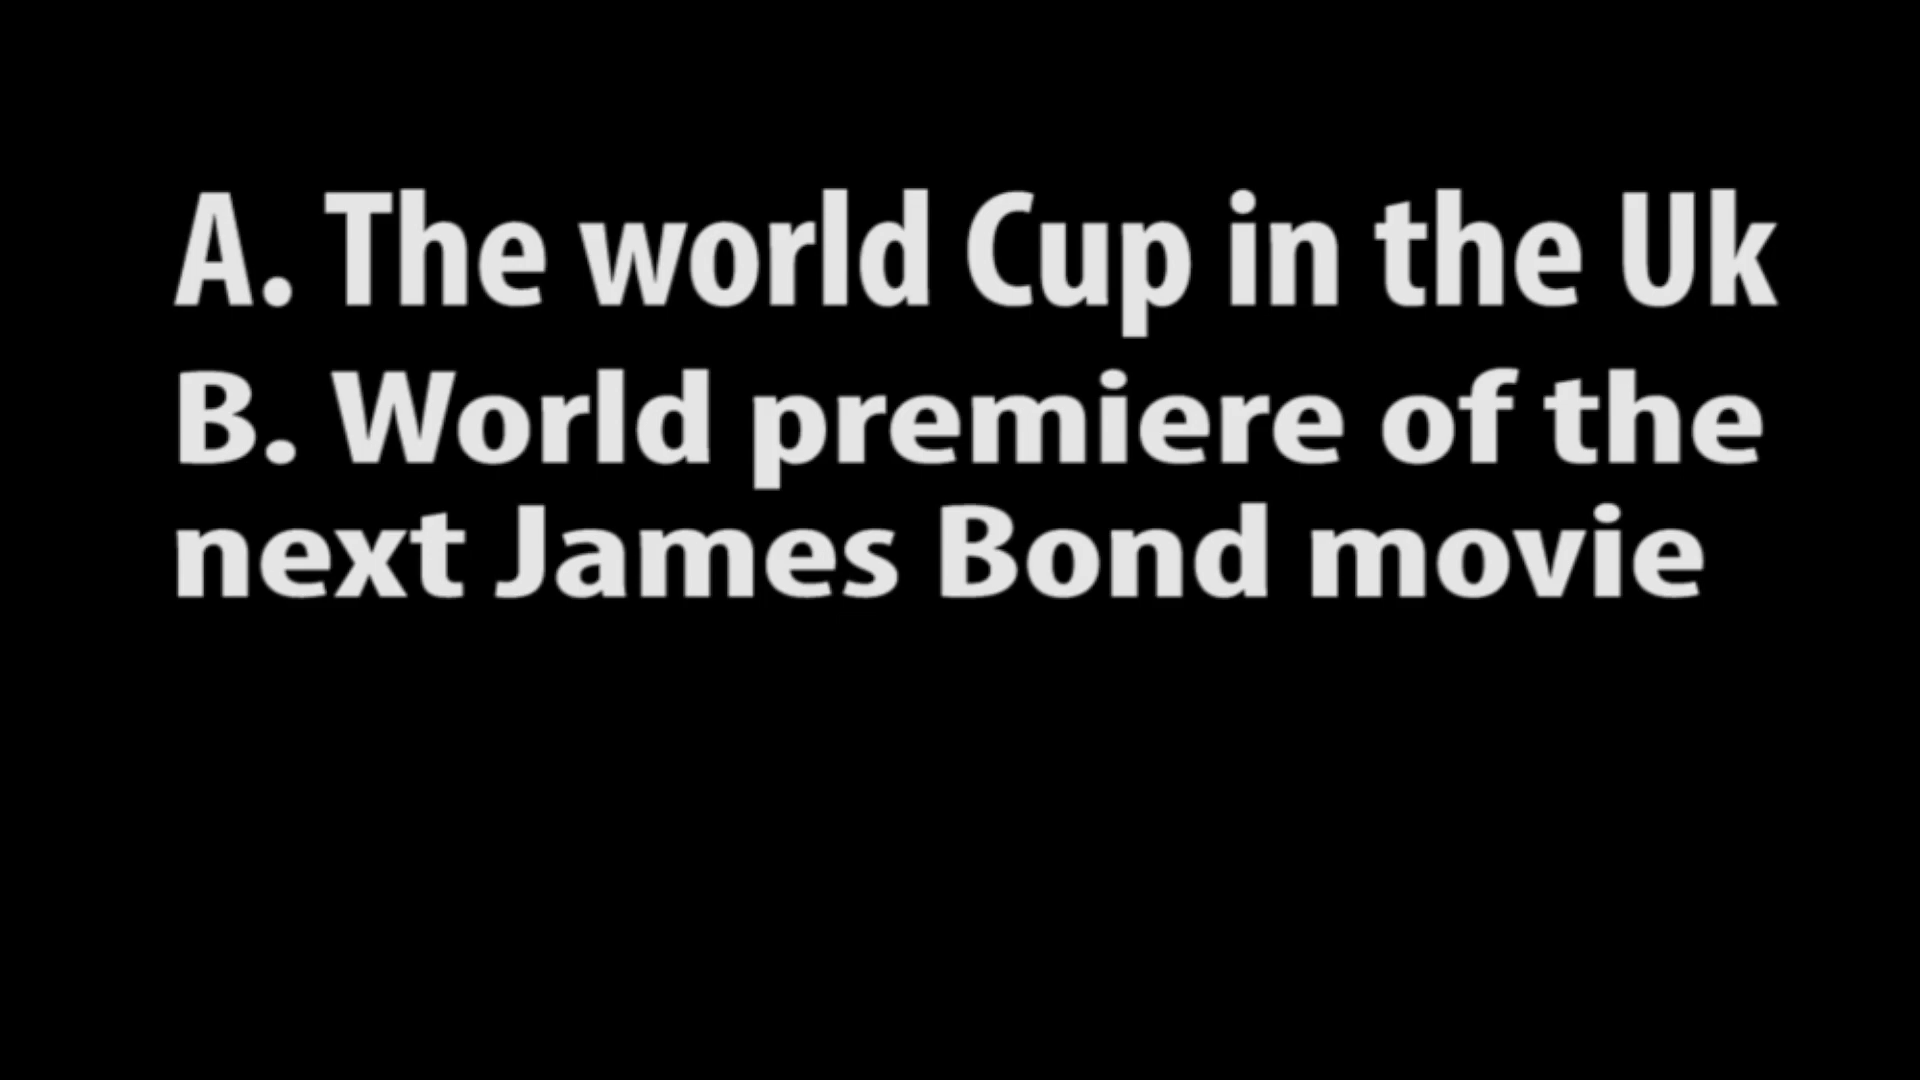 A. The world Cup in the Uk
B. World premiere of the
next James Bond movie